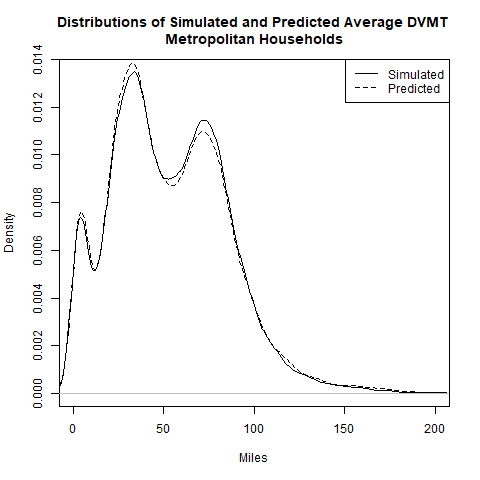 Distributions of Simulated and Predicted Average DVMT
Metropolitan Households
Simulated
Predicted
Density
0.014
0.012
0.010
0.008
0.006
0.004
0.002
0.000
0 50 100 150 200
Miles